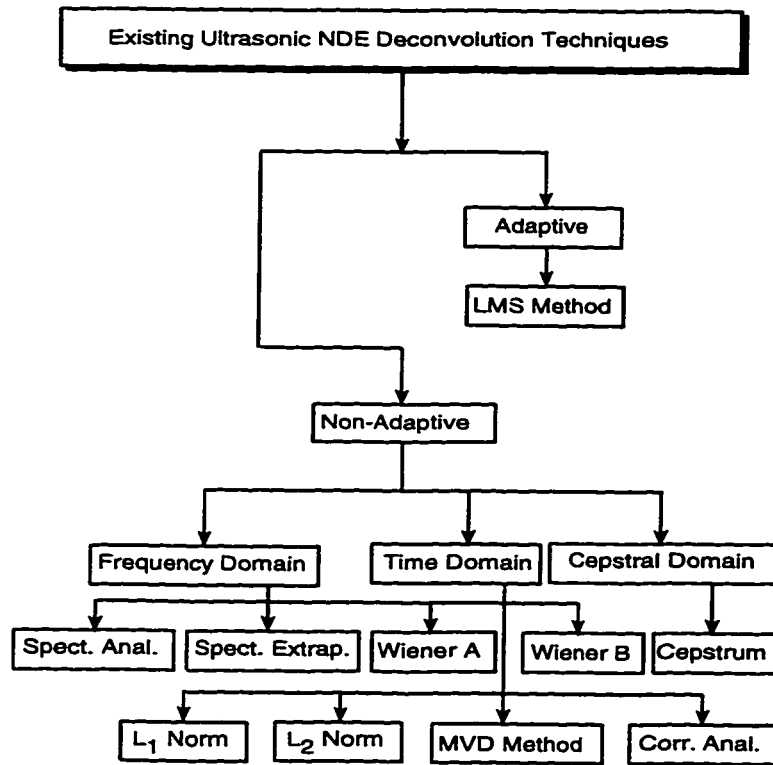 Existing Ultrasonic NDE Deconvolution Techniques
Adaptive
LMS Method
Non-Adaptive
Frequency Domain
Time Domain
Cepstral Domain
Spect. Anal.
Spect. Extrap.
Wiener A
Wiener B
Cepstrum
L₁ Norm
L₂ Norm
MVD Method
Corr. Anal.